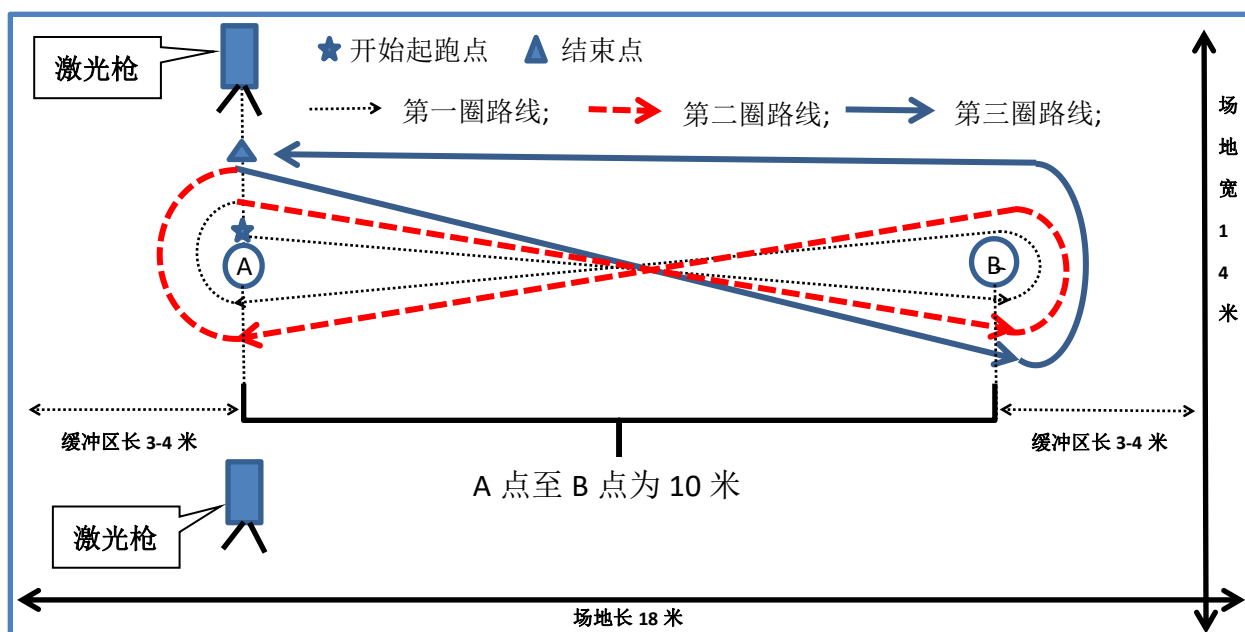 激光枪
开始起跑点
结束点
第一圈路线;
第二圈路线;
第三圈路线;
场地宽14米
A
B
缓冲区长 3-4 米
缓冲区长 3-4 米
A 点至 B 点为 10 米
激光枪
场地长 18 米